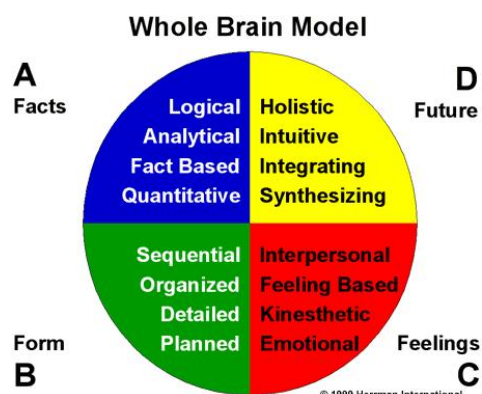 Whole Brain Model
A
Facts
D
Future
Logical
Analytical
Fact Based
Quantitative
Holistic
Intuitive
Integrating
Synthesizing
Sequential
Organized
Detailed
Planned
Interpersonal
Feeling Based
Kinesthetic
Emotional
Form
B
Feelings
C
International